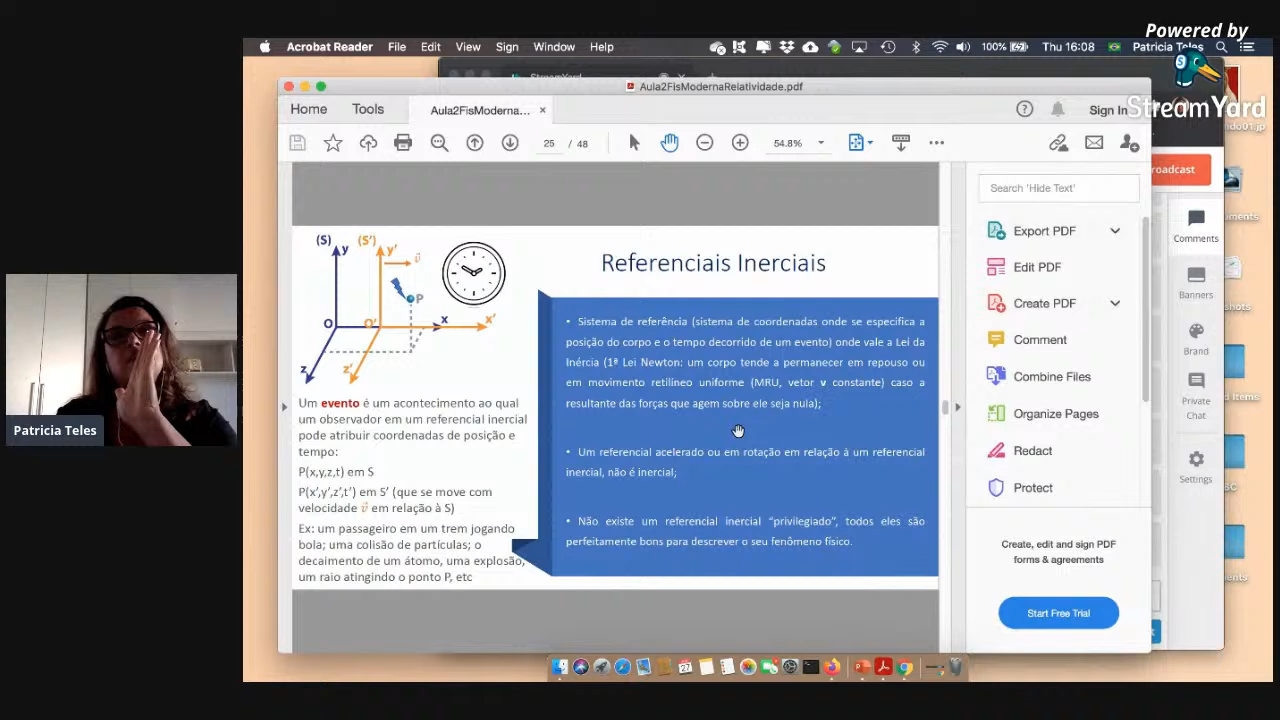 Powered by
StreamYard
Acrobat Reader File Edit View Sign Window Help
100% Thu 16:08 Patricia Teles
Aula2FisModernaRelatividade.pdf
Home Tools Aula2FisModerna... × Sign In
25 / 48 54.8%
Broadcast
Search 'Hide Text'
Export PDF
Edit PDF
Create PDF
Comment
Combine Files
Organize Pages
Redact
Protect
Create, edit and sign PDF
forms & agreements
Start Free Trial
Comments
Banners
Brand
Private
Chat
Settings
(S) y (S') y' v
P
O O' x x'
z z'
Referenciais Inerciais
• Sistema de referência (sistema de coordenadas onde se especifica a
posição do corpo e o tempo decorrido de um evento) onde vale a Lei da
Inércia (1ª Lei Newton: um corpo tende a permanecer em repouso ou
em movimento retilíneo uniforme (MRU, vetor v constante) caso a
resultante das forças que agem sobre ele seja nula);
• Um referencial acelerado ou em rotação em relação à um referencial
inercial, não é inercial;
• Não existe um referencial inercial “privilegiado”, todos eles são
perfeitamente bons para descrever o seu fenômeno físico.
Um evento é um acontecimento ao qual
um observador em um referencial inercial
pode atribuir coordenadas de posição e
tempo:
P(x,y,z,t) em S
P(x’,y’,z’,t’) em S’ (que se move com
velocidade v em relação à S)
Ex: um passageiro em um trem jogando
bola; uma colisão de partículas; o
decaimento de um átomo, uma explosão,
um raio atingindo o ponto P, etc
Patricia Teles